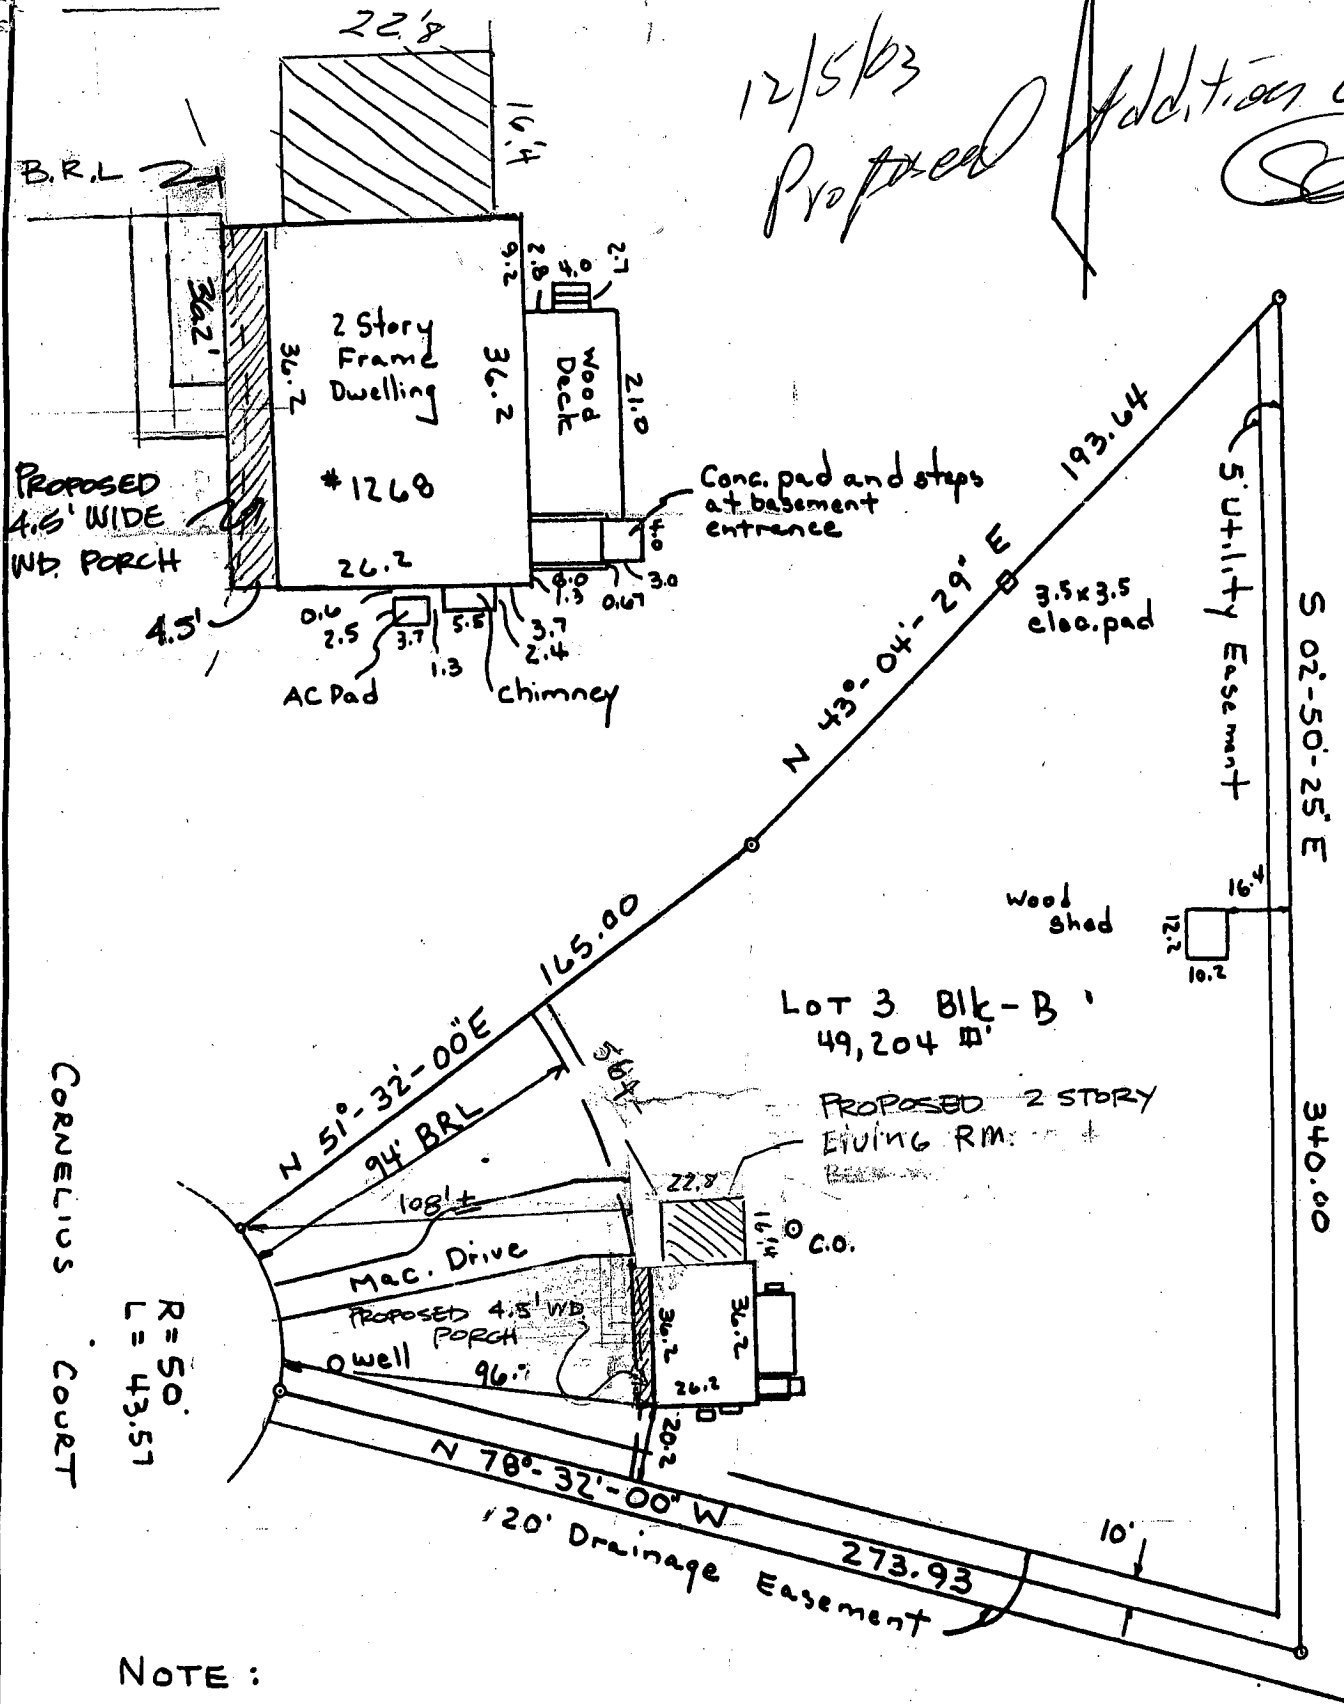 22'8
16'4
12/5/03
Proposed Addition
B.R.L
36.2'
36.2
2 Story
Frame
Dwelling
# 1268
36.2
9.2
2.8
4.0
2.7
Wood
Deck
21.0
PROPOSED
4.5' WIDE
WD. PORCH
4.5'
26.2
Conc. pad and steps
at basement
entrance
4.0
3.0
0.67
1.3
0.6
2.5
3.7
1.3
5.5
3.7
2.4
AC Pad
Chimney
193.64
N 43°-04'-29" E
3.5x3.5
elec. pad
5' Utility Easement
S 02°-50'-25" E
340.00
Wood
shed
16.4
12.2
10.2
165.00
N 51°-32'-00" E
94' BRL
LOT 3 Blk-B
49,204
PROPOSED 2 STORY
LIVING RM.
22.8
16.4
C.O.
108'±
Mac. Drive
PROPOSED 4.5' WD.
PORCH
well
96.
36.2
36.2
26.2
20.2
CORNELIUS COURT
R = 50'
L = 43.57
N 78°-32'-00" W
273.93
20' Drainage Easement
10'
NOTE: